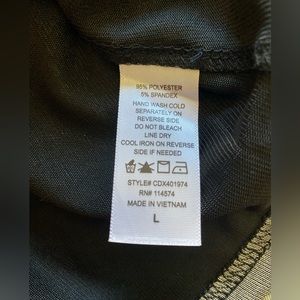 95% POLYESTER
5% SPANDEX
HAND WASH COLD
SEPARATELY ON
REVERSE SIDE
DO NOT BLEACH
LINE DRY
COOL IRON ON REVERSE
SIDE IF NEEDED
STYLE# CDX401974
RN# 114574
MADE IN VIETNAM
L